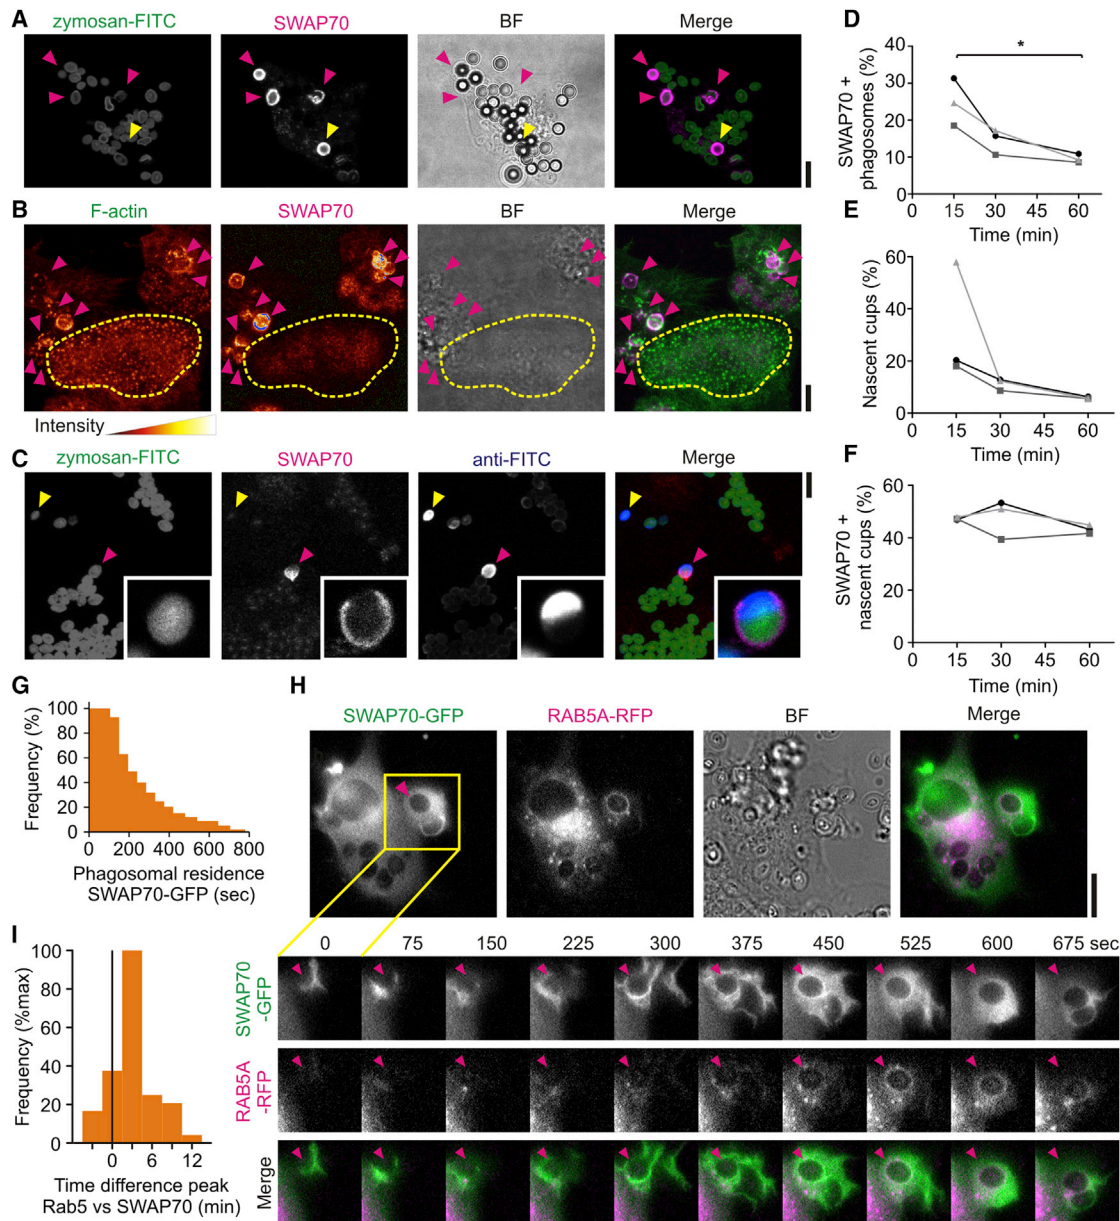 A
zymosan-FITC SWAP70 BF Merge
B
F-actin SWAP70 BF Merge
Intensity
C
zymosan-FITC SWAP70 anti-FITC Merge
D
SWAP70 +
phagosomes (%)
40
30
20
10
0
*
0 15 30 45 60
Time (min)
E
Nascent cups (%)
60
40
20
0
0 15 30 45 60
Time (min)
F
SWAP70 +
nascent cups (%)
60
40
20
0
0 15 30 45 60
Time (min)
G
Frequency (%)
100
80
60
40
20
0
0 200 400 600 800
Phagosomal residence
SWAP70-GFP (sec)
H
SWAP70-GFP RAB5A-RFP BF Merge
0 75 150 225 300 375 450 525 600 675 sec
SWAP70
-GFP
RAB5A
-RFP
Merge
I
Frequency (%max)
100
80
60
40
20
0
0 6 12
Time difference peak
Rab5 vs SWAP70 (min)